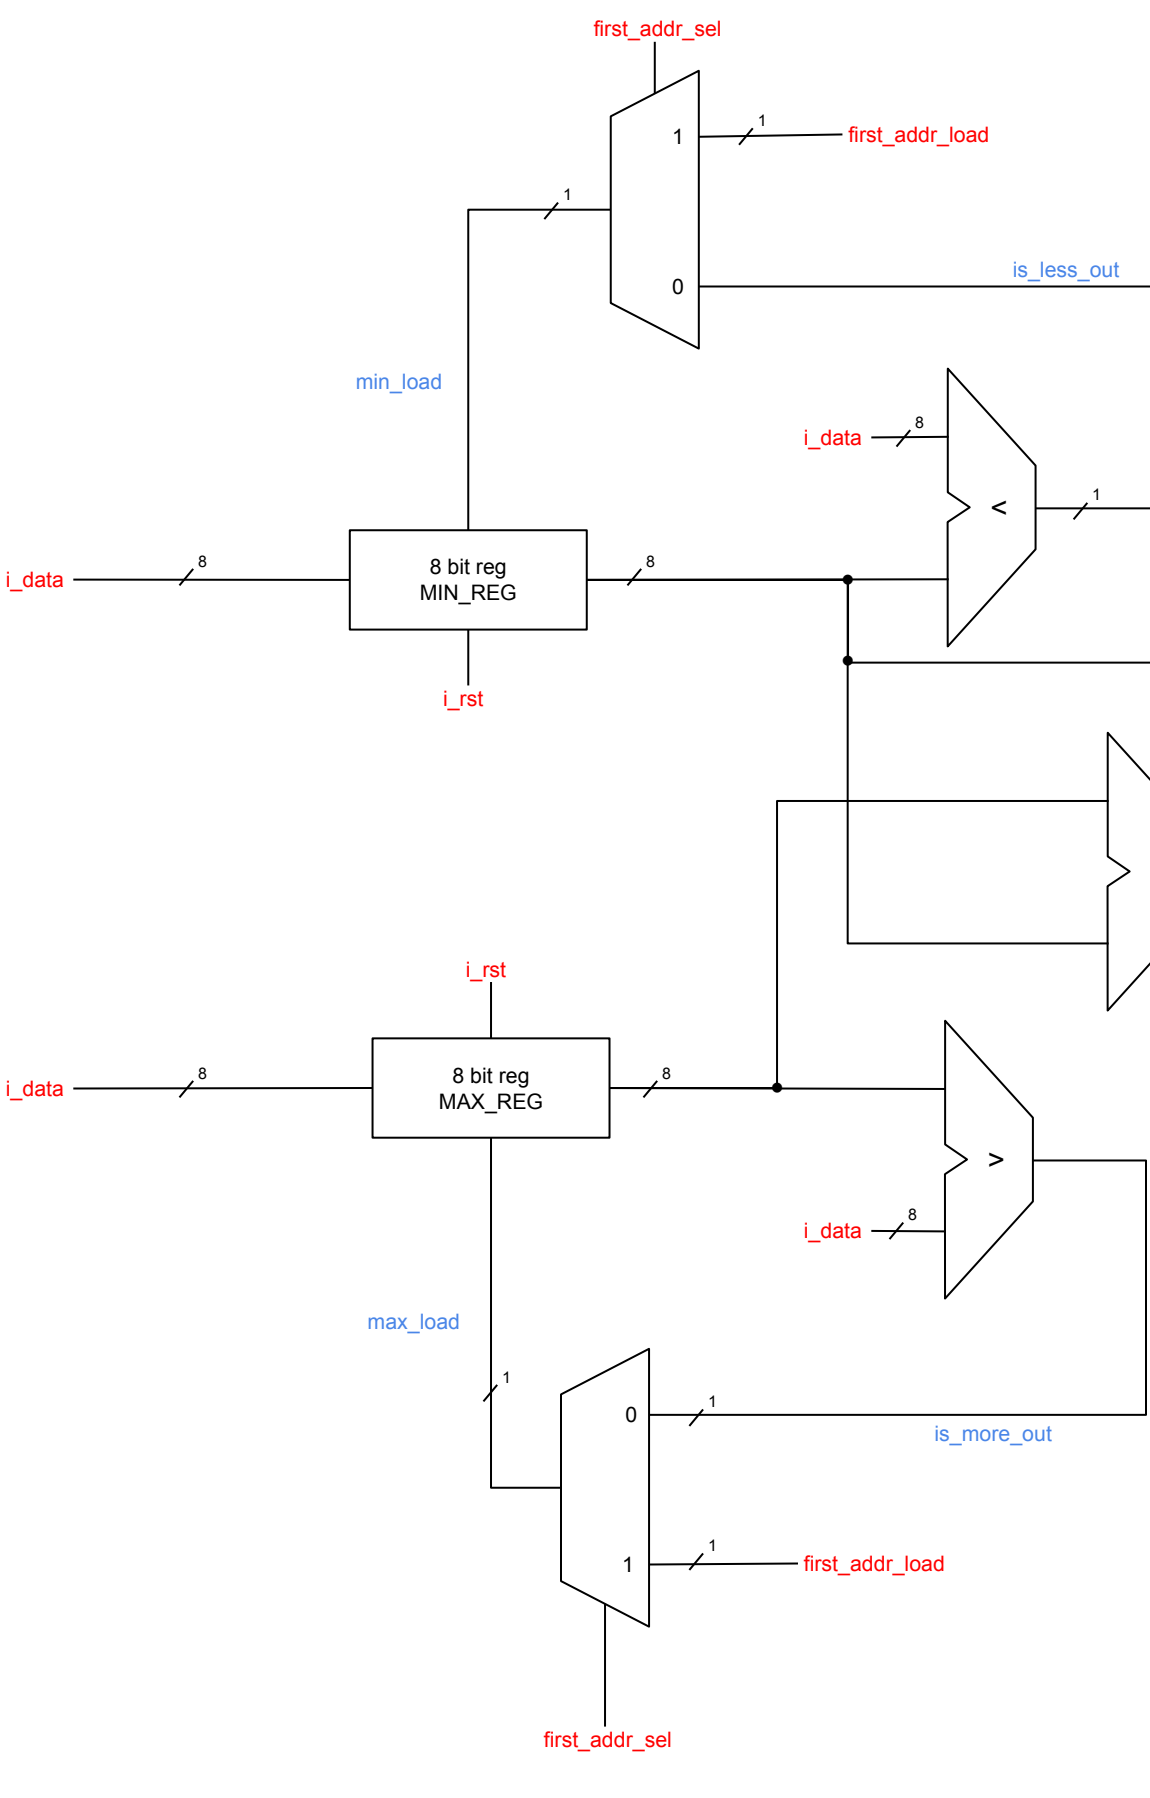 first_addr_sel
1
1
first_addr_load
1
0
is_less_out
min_load
i_data
8
<
1
i_data
8
8 bit reg
MIN_REG
8
i_rst
i_rst
i_data
8
8 bit reg
MAX_REG
8
>
i_data
8
max_load
1
0
1
is_more_out
1
1
first_addr_load
first_addr_sel